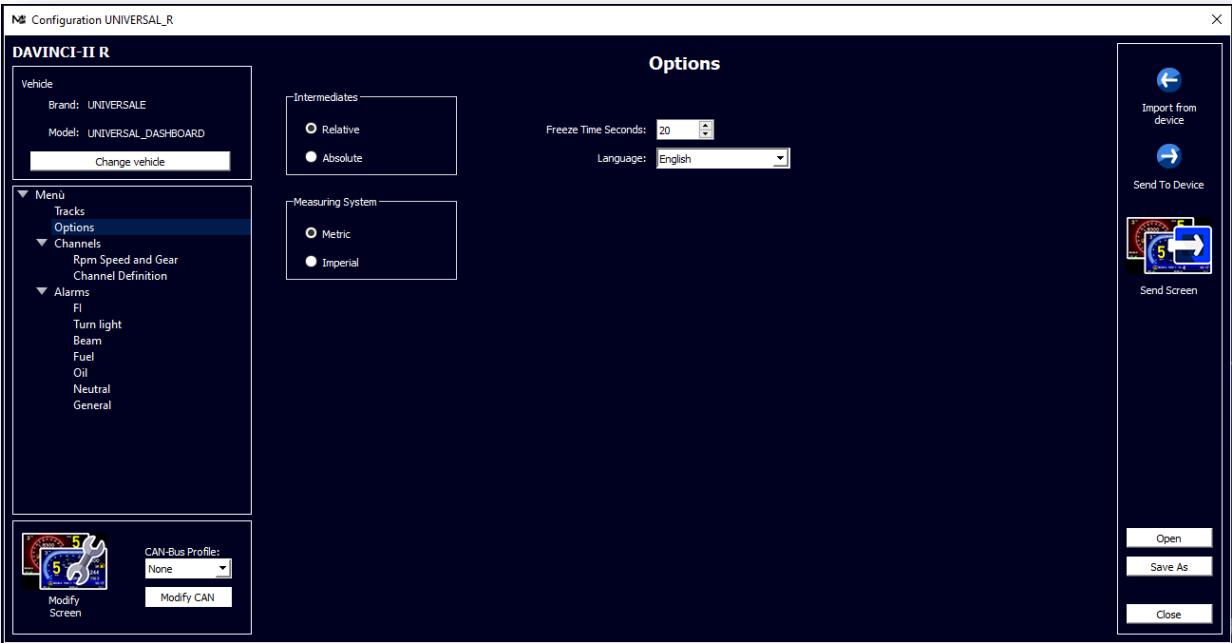 Configuration UNIVERSAL_R
DAVINCI-II R
Vehicle
Brand: UNIVERSALE
Model: UNIVERSAL_DASHBOARD
Change vehicle
Menù
Tracks
Options
Channels
Rpm Speed and Gear
Channel Definition
Alarms
FI
Turn light
Beam
Fuel
Oil
Neutral
General
Modify
Screen
CAN-Bus Profile:
None
Modify CAN
Options
Intermediates
Relative
Absolute
Measuring System
Metric
Imperial
Freeze Time Seconds: 20
Language: English
Import from
device
Send To Device
Send Screen
Open
Save As
Close